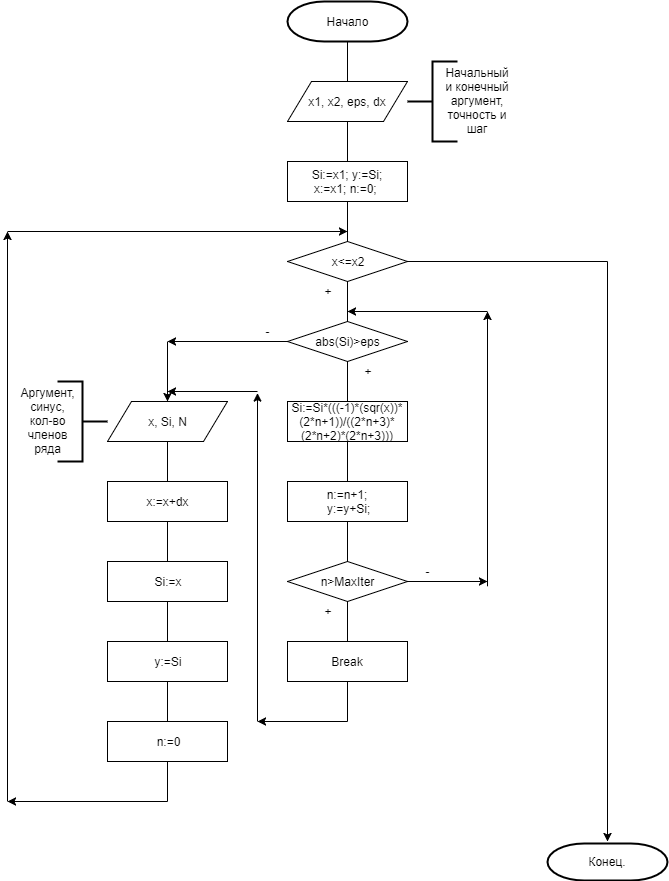 Начало
x1, x2, eps, dx
Начальный
и конечный
аргумент,
точность и
шаг
Si:=x1; y:=Si;
x:=x1; n:=0;
x<=x2
+
abs(Si)>eps
-
+
Аргумент,
синус,
кол-во
членов
ряда
x, Si, N
Si:=Si*(((-1)*(sqr(x))*
(2*n+1))/((2*n+3)*
(2*n+2)*(2*n+3)))
x:=x+dx
n:=n+1;
y:=y+Si;
Si:=x
n>MaxIter
-
+
y:=Si
Break
n:=0
Конец.